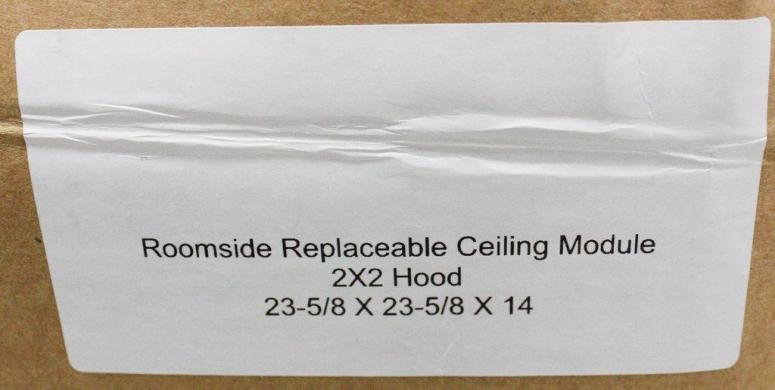 Roomside Replaceable Ceiling Module
2X2 Hood
23-5/8 X 23-5/8 X 14